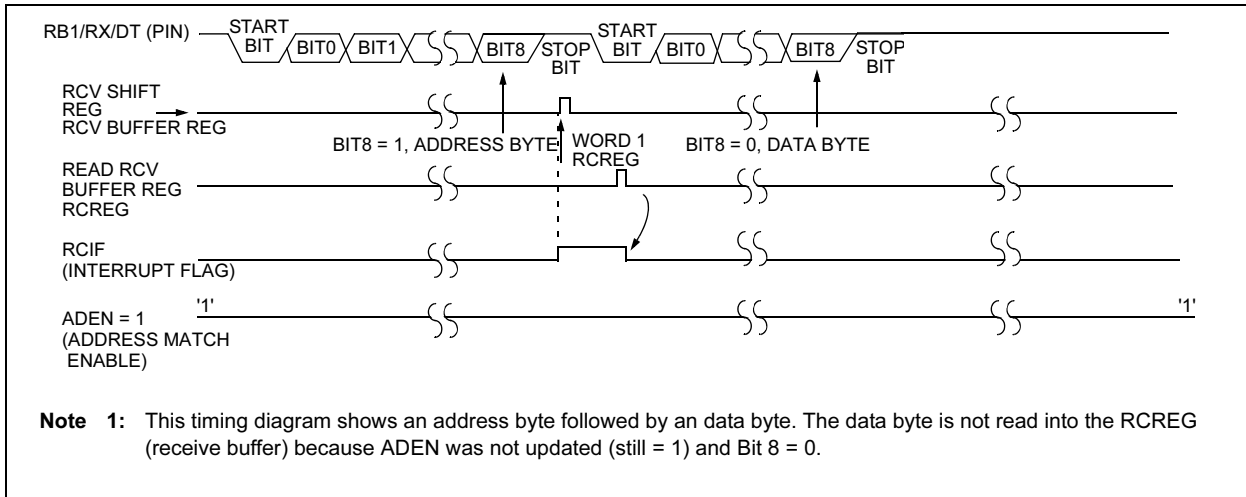 RB1/RX/DT (PIN)
START
BIT
BIT0
BIT1
BIT8
STOP
BIT
START
BIT
BIT0
BIT8
STOP
BIT
RCV SHIFT
REG
RCV BUFFER REG
BIT8 = 1, ADDRESS BYTE
WORD 1
RCREG
BIT8 = 0, DATA BYTE
READ RCV
BUFFER REG
RCREG
RCIF
(INTERRUPT FLAG)
'1'
'1'
ADEN = 1
(ADDRESS MATCH
ENABLE)
Note 1: This timing diagram shows an address byte followed by an data byte. The data byte is not read into the RCREG
(receive buffer) because ADEN was not updated (still = 1) and Bit 8 = 0.